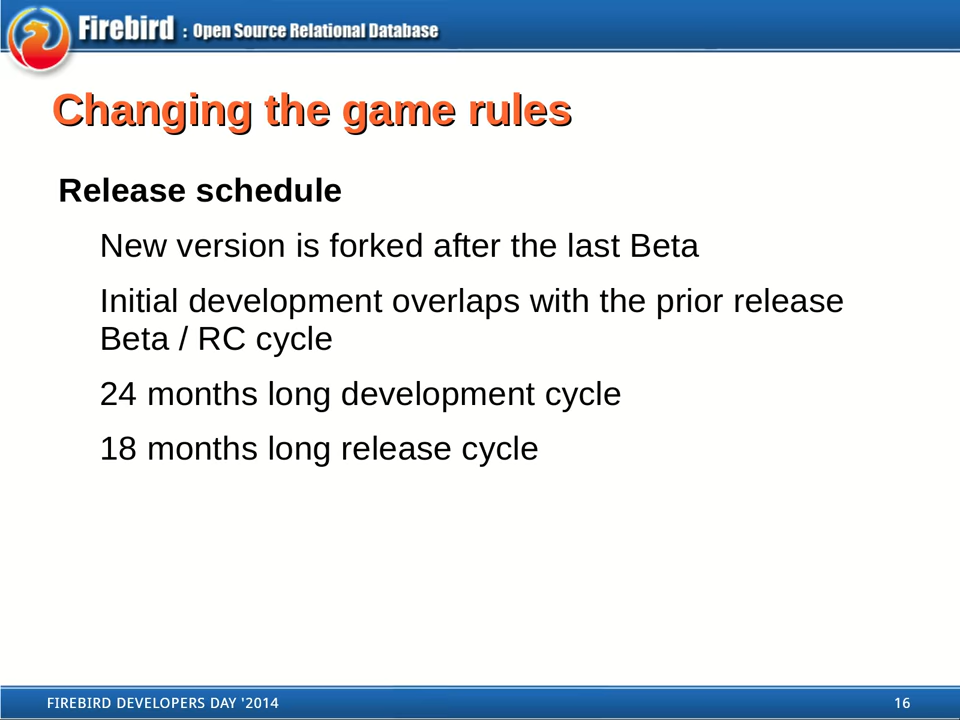 Firebird : Open Source Relational Database
Changing the game rules
Release schedule
New version is forked after the last Beta
Initial development overlaps with the prior release
Beta / RC cycle
24 months long development cycle
18 months long release cycle
FIREBIRD DEVELOPERS DAY '2014 16